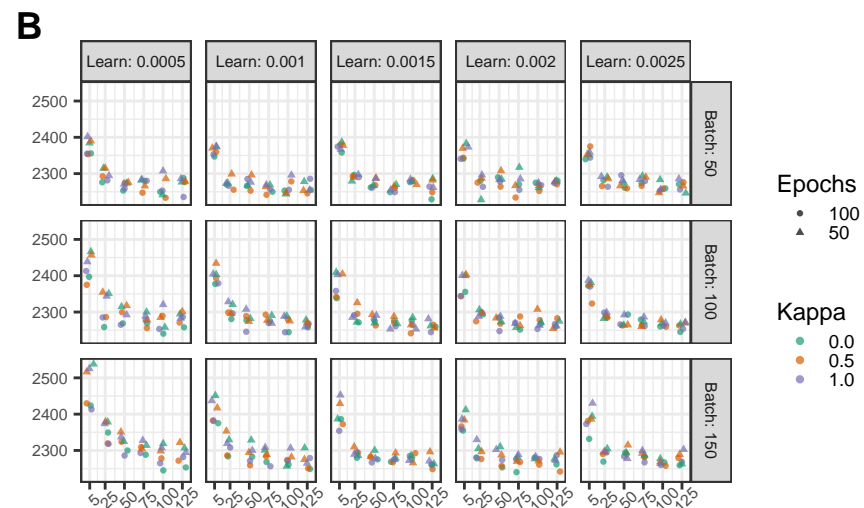 B
Learn: 0.0005
Learn: 0.001
Learn: 0.0015
Learn: 0.002
Learn: 0.0025
2500
2400
2300
Batch: 50
2500
2400
2300
Batch: 100
2500
2400
2300
Batch: 150
5 25 50 75 100 125
5 25 50 75 100 125
5 25 50 75 100 125
5 25 50 75 100 125
5 25 50 75 100 125
Epochs
100
50
Kappa
0.0
0.5
1.0